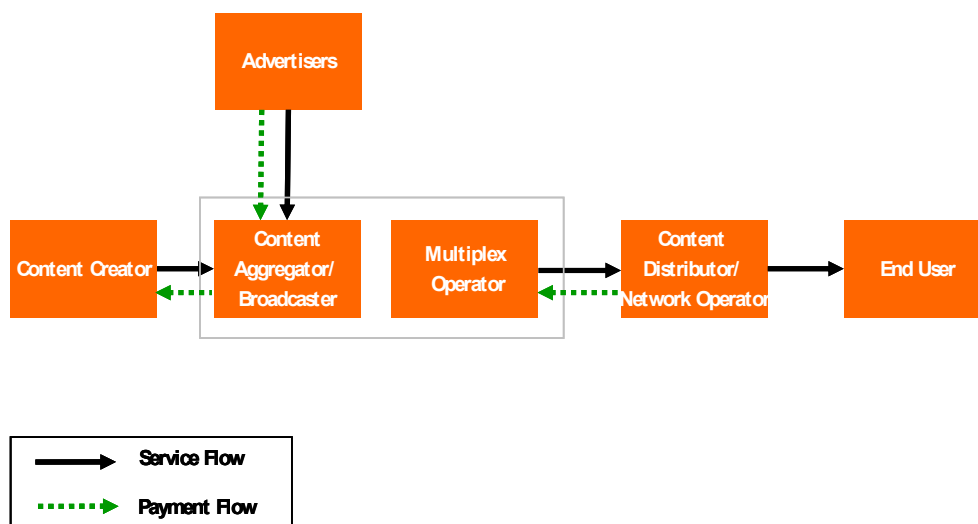 Advertisers
Content Creator
Content
Aggregator/
Broadcaster
Multiplex
Operator
Content
Distributor/
Network Operator
End User
Service Flow
Payment Flow